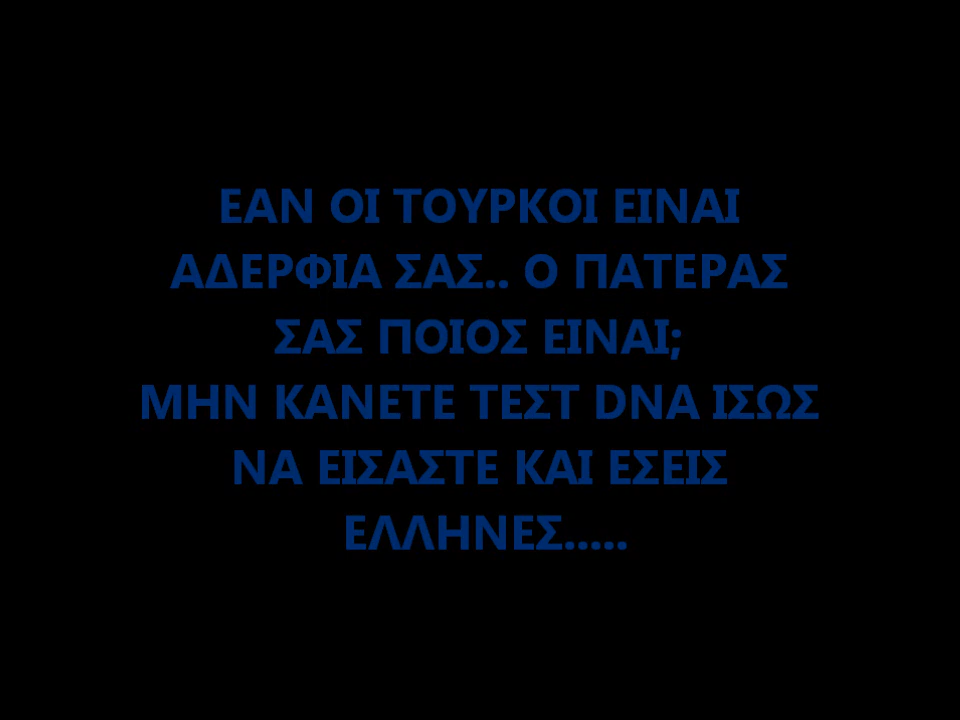 ΕΑΝ ΟΙ ΤΟΥΡΚΟΙ ΕΙΝΑΙ
ΑΔΕΡΦΙΑ ΣΑΣ.. Ο ΠΑΤΕΡΑΣ
ΣΑΣ ΠΟΙΟΣ ΕΙΝΑΙ;
ΜΗΝ ΚΑΝΕΤΕ ΤΕΣΤ DNA ΙΣΩΣ
ΝΑ ΕΙΣΑΣΤΕ ΚΑΙ ΕΣΕΙΣ
ΕΛΛΗΝΕΣ.....